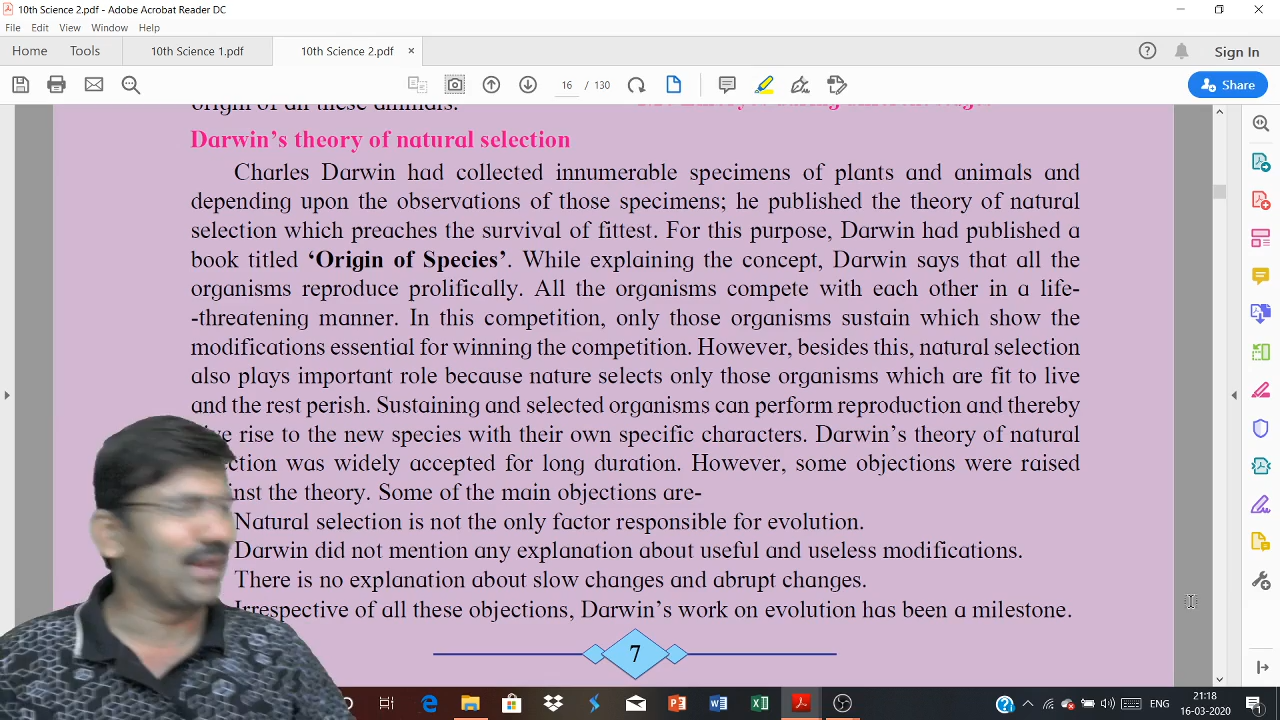 10th Science 2.pdf - Adobe Acrobat Reader DC
File Edit View Window Help
Home Tools 10th Science 1.pdf 10th Science 2.pdf × Sign In
16 / 130 Share
origin of all these animals.
Darwin's theory of natural selection
Charles Darwin had collected innumerable specimens of plants and animals and
depending upon the observations of those specimens; he published the theory of natural
selection which preaches the survival of fittest. For this purpose, Darwin had published a
book titled 'Origin of Species'. While explaining the concept, Darwin says that all the
organisms reproduce prolifically. All the organisms compete with each other in a life-
-threatening manner. In this competition, only those organisms sustain which show the
modifications essential for winning the competition. However, besides this, natural selection
also plays important role because nature selects only those organisms which are fit to live
and the rest perish. Sustaining and selected organisms can perform reproduction and thereby
rise to the new species with their own specific characters. Darwin's theory of natural
was widely accepted for long duration. However, some objections were raised
the theory. Some of the main objections are-
Natural selection is not the only factor responsible for evolution.
Darwin did not mention any explanation about useful and useless modifications.
There is no explanation about slow changes and abrupt changes.
Irrespective of all these objections, Darwin's work on evolution has been a milestone.
7
21:18
16-03-2020